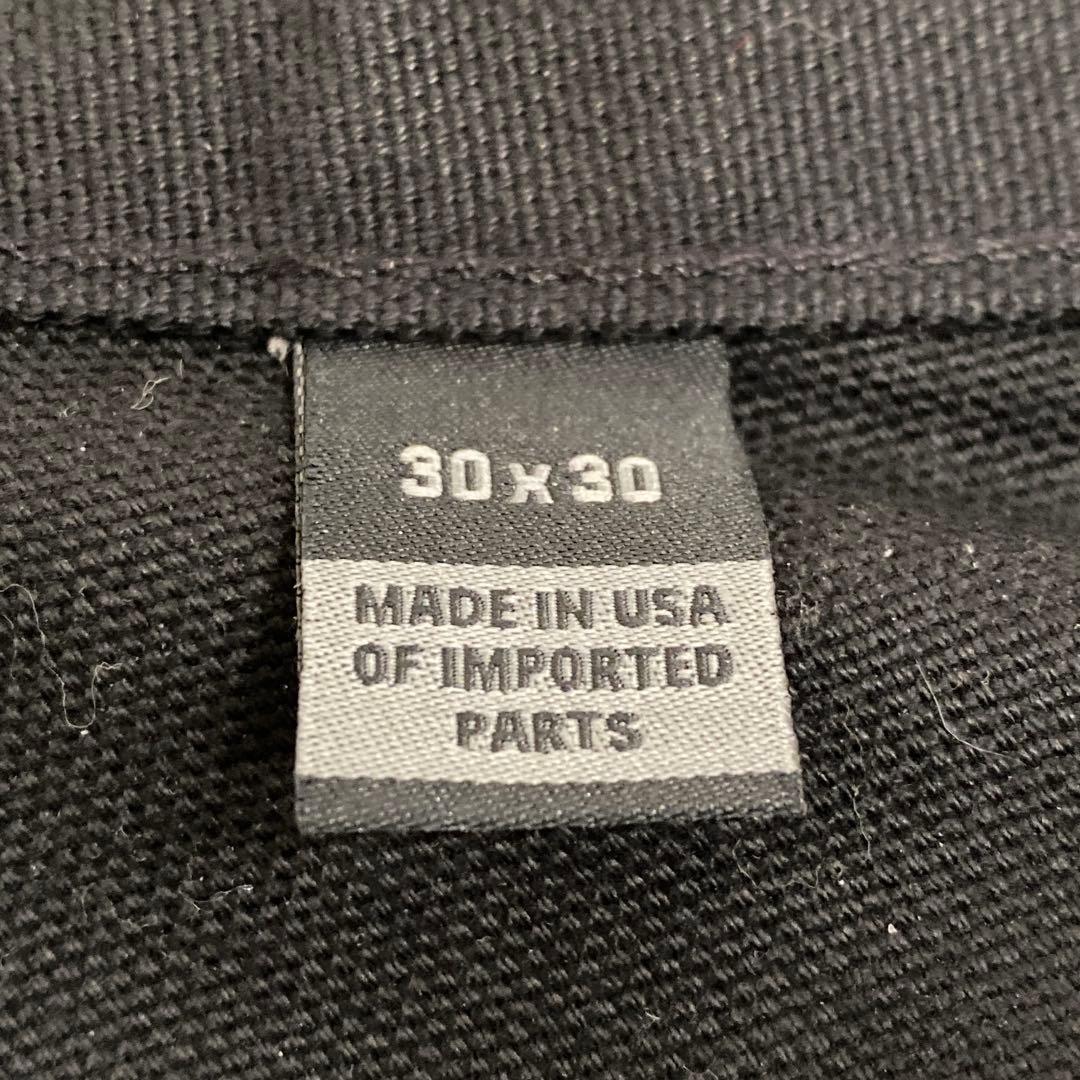 30 x 30
MADE IN USA
OF IMPORTED
PARTS